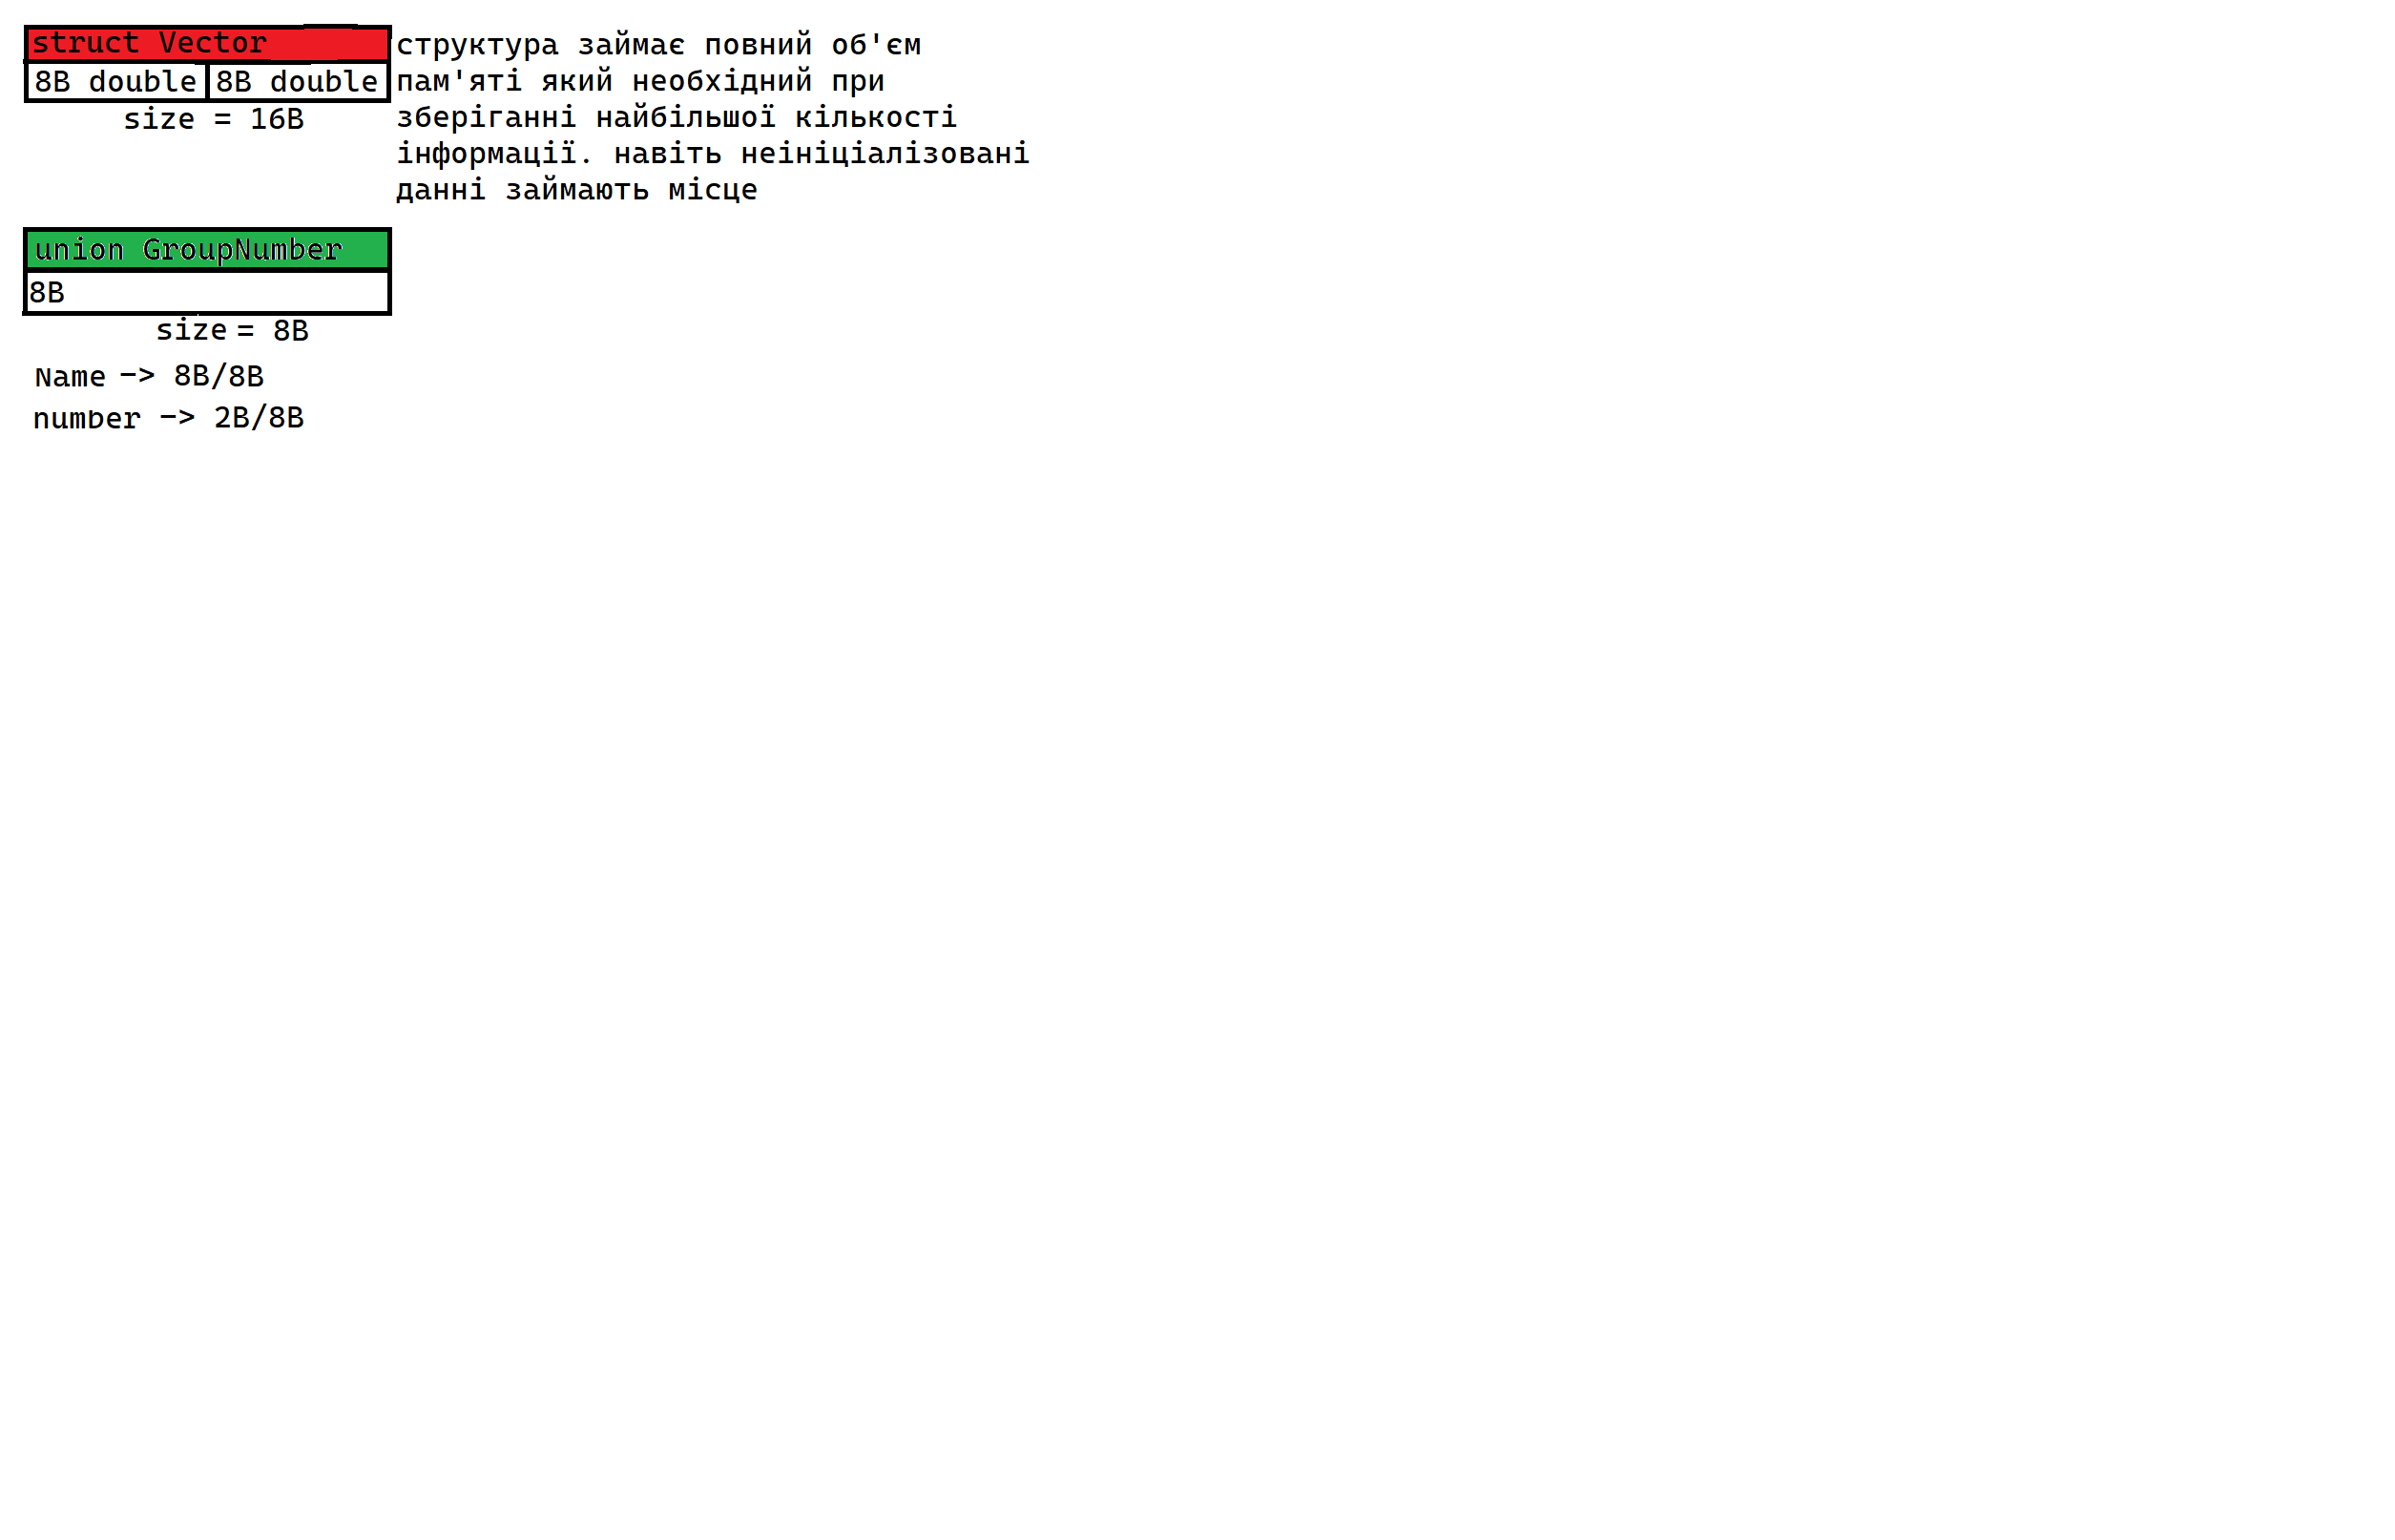 struct Vector
8B double 8B double
size = 16B
структура займає повний об'єм
пам'яті який необхідний при
зберіганні найбільшої кількості
інформації. навіть неініціалізовані
данні займають місце
union GroupNumber
8B
size = 8B
Name -> 8B/8B
number -> 2B/8B